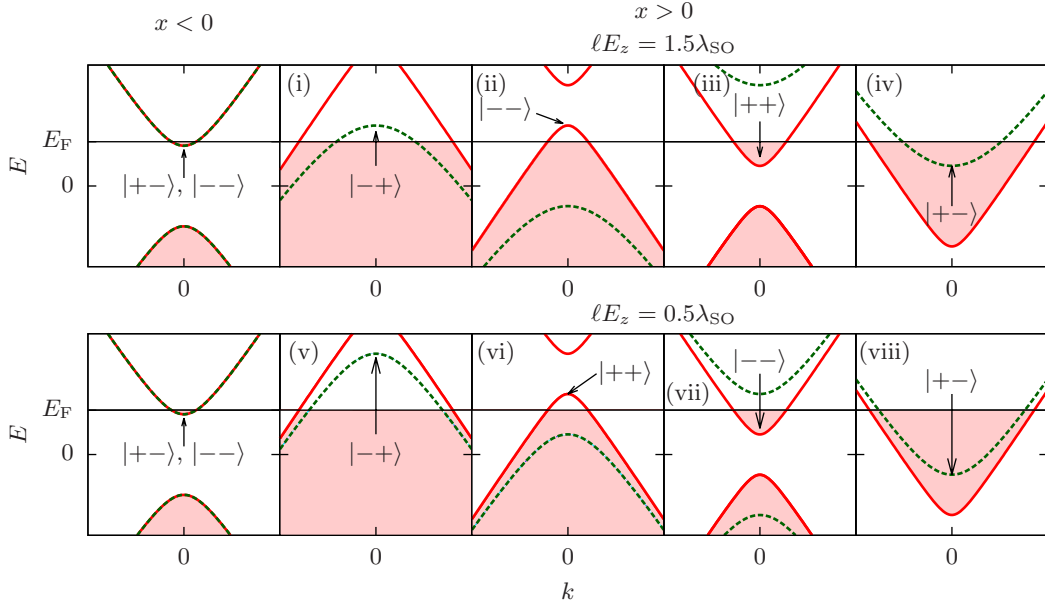 x < 0
x > 0
ℓE_z = 1.5λ_SO
(i)
(ii)
(iii)
(iv)
|−−⟩
|++⟩
E_F
E
0
|+−⟩, |−−⟩
|−+⟩
|+−⟩
0
0
0
0
0
ℓE_z = 0.5λ_SO
(v)
(vi)
(vii)
(viii)
|++⟩
|−−⟩
|+−⟩
E_F
E
0
|+−⟩, |−−⟩
|−+⟩
0
0
0
0
0
k